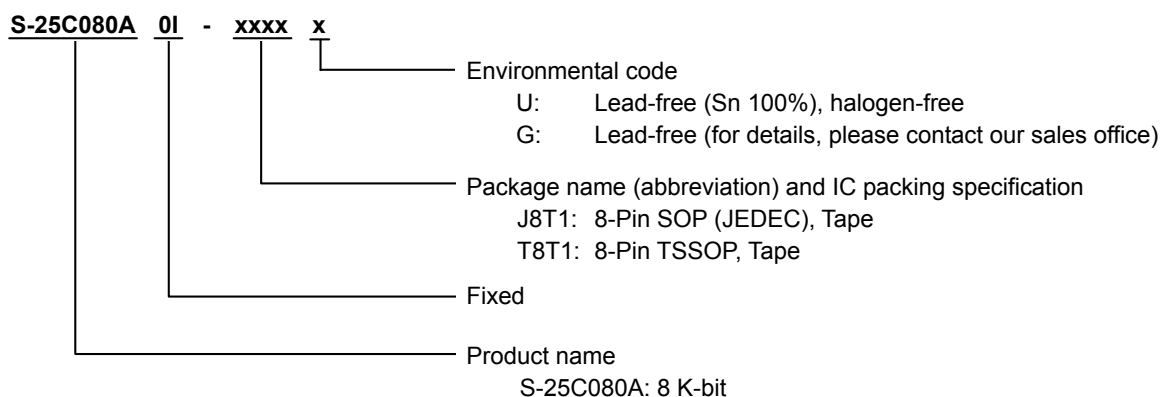 S-25C080A 0I - xxxx x
Environmental code
U: Lead-free (Sn 100%), halogen-free
G: Lead-free (for details, please contact our sales office)
Package name (abbreviation) and IC packing specification
J8T1: 8-Pin SOP (JEDEC), Tape
T8T1: 8-Pin TSSOP, Tape
Fixed
Product name
S-25C080A: 8 K-bit